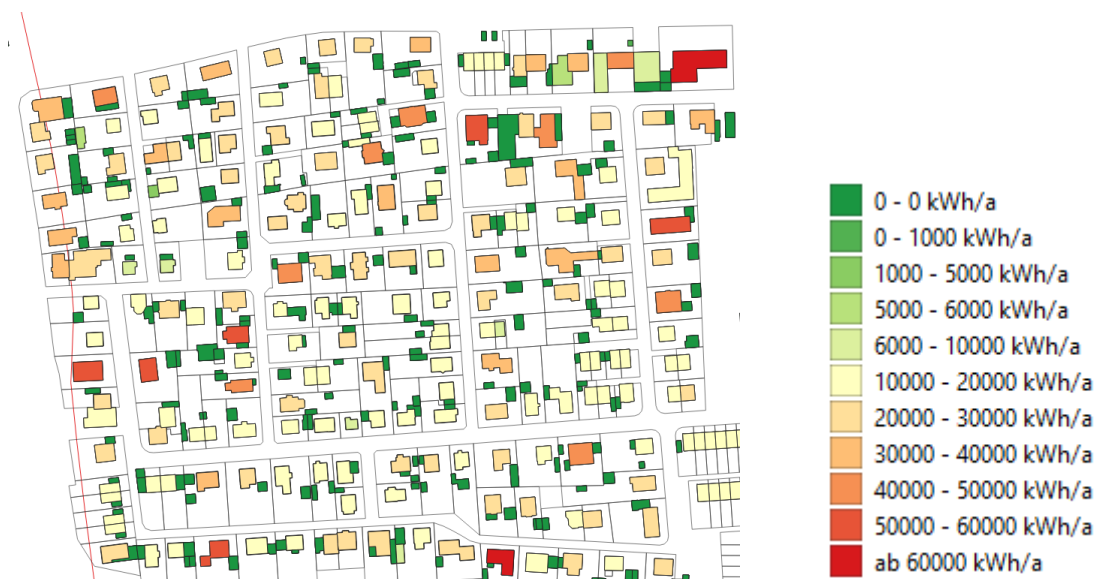 0 - 0 kWh/a
0 - 1000 kWh/a
1000 - 5000 kWh/a
5000 - 6000 kWh/a
6000 - 10000 kWh/a
10000 - 20000 kWh/a
20000 - 30000 kWh/a
30000 - 40000 kWh/a
40000 - 50000 kWh/a
50000 - 60000 kWh/a
ab 60000 kWh/a